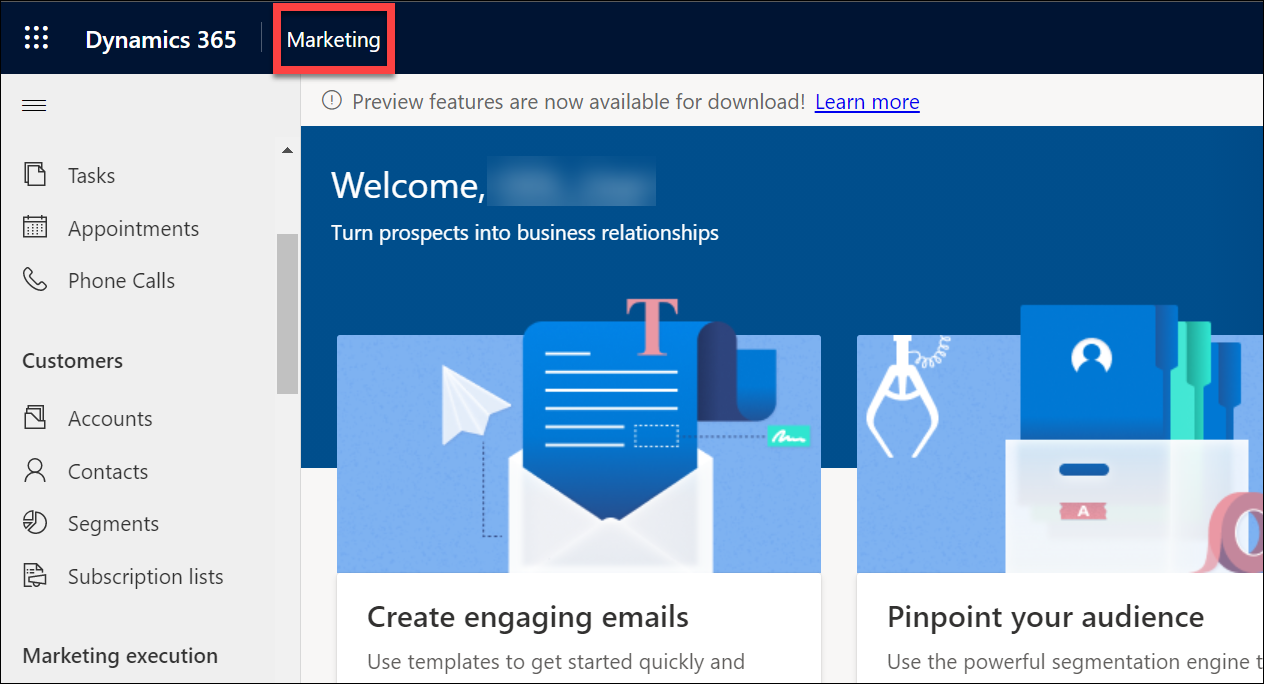 Dynamics 365 Marketing
Preview features are now available for download! Learn more
Tasks
Appointments
Phone Calls
Customers
Accounts
Contacts
Segments
Subscription lists
Marketing execution
Welcome,
Turn prospects into business relationships
T
Create engaging emails
Use templates to get started quickly and
A
Pinpoint your audience
Use the powerful segmentation engine t